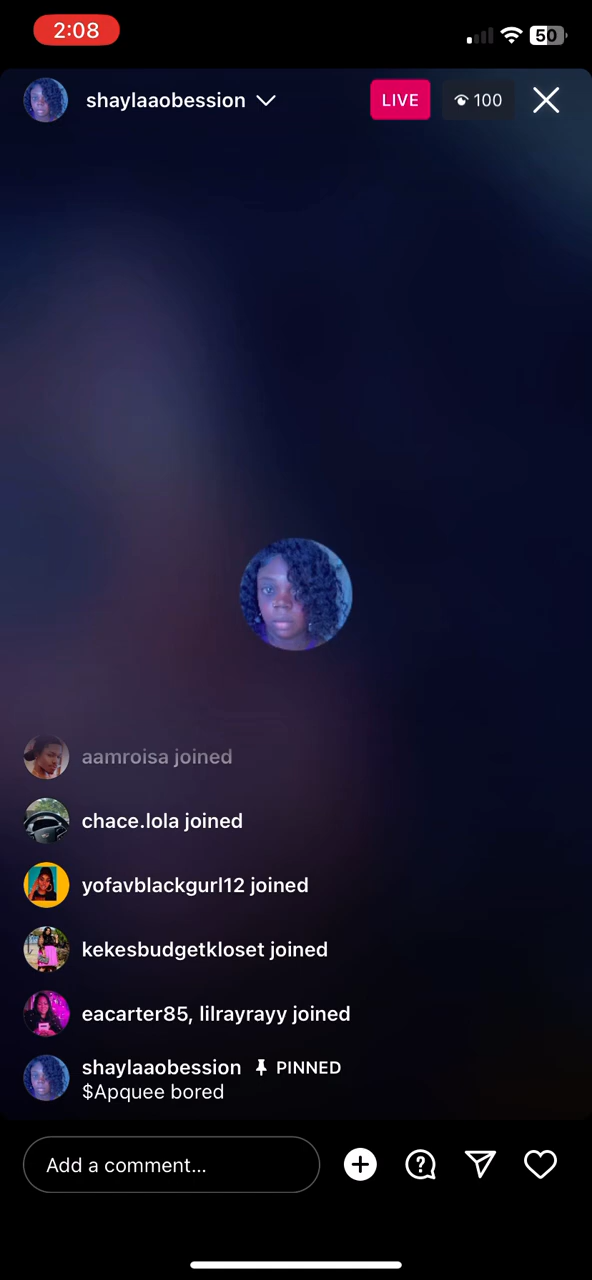 2:08
50
shaylaaobession
LIVE
100
aamroisa joined
chace.lola joined
yofavblackgurl12 joined
kekesbudgetkloset joined
eacarter85, lilrayrayy joined
shaylaaobession PINNED
$Apquee bored
Add a comment...